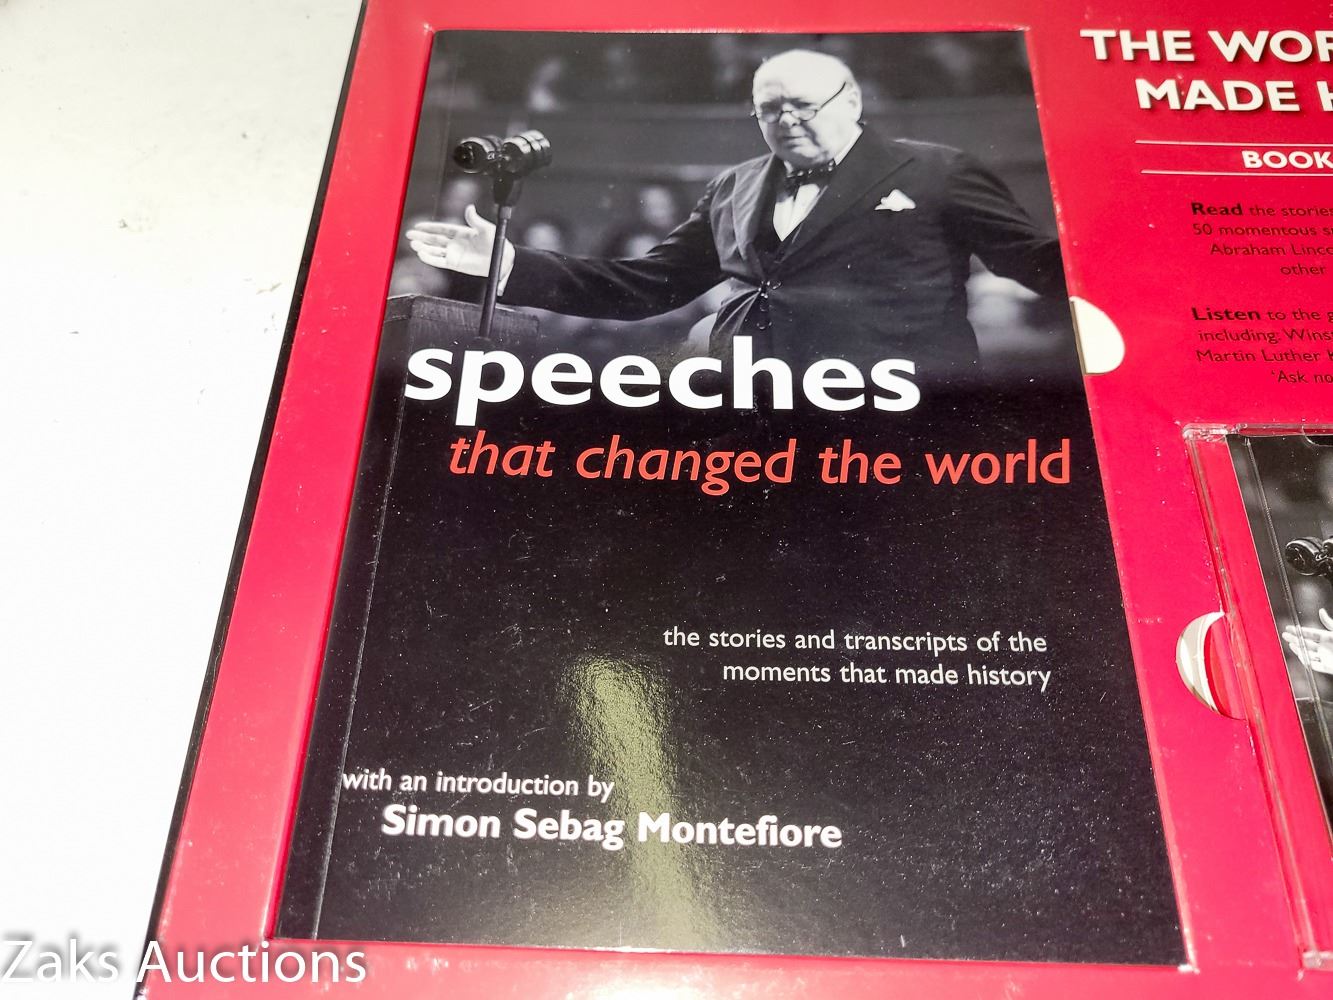 speeches
that changed the world
the stories and transcripts of the
moments that made history
with an introduction by
Simon Sebag Montefiore
THE WOR
MADE H
BOOK
Read the stories
50 momentous s
Abraham Linco
other
Listen to the g
including: Wins
Martin Luther K
'Ask no
Zaks Auctions